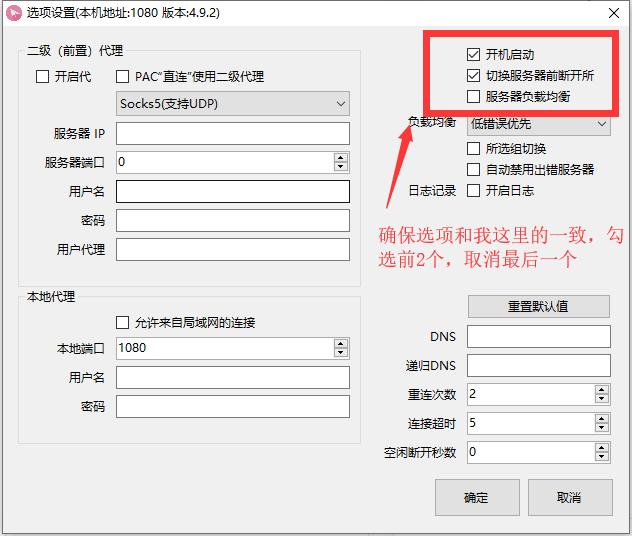 选项设置(本机地址:1080 版本:4.9.2)
二级（前置）代理
开启代
PAC“直连”使用二级代理
Socks5(支持UDP)
服务器 IP
服务器端口
0
用户名
密码
用户代理
本地代理
允许来自局域网的连接
本地端口
1080
用户名
密码
开机启动
切换服务器前断开所
服务器负载均衡
负载均衡
低错误优先
所选组切换
自动禁用出错服务器
日志记录
开启日志
确保选项和我这里的一致，勾
选前2个，取消最后一个
重置默认值
DNS
递归DNS
重连次数
2
连接超时
5
空闲断开秒数
0
确定
取消